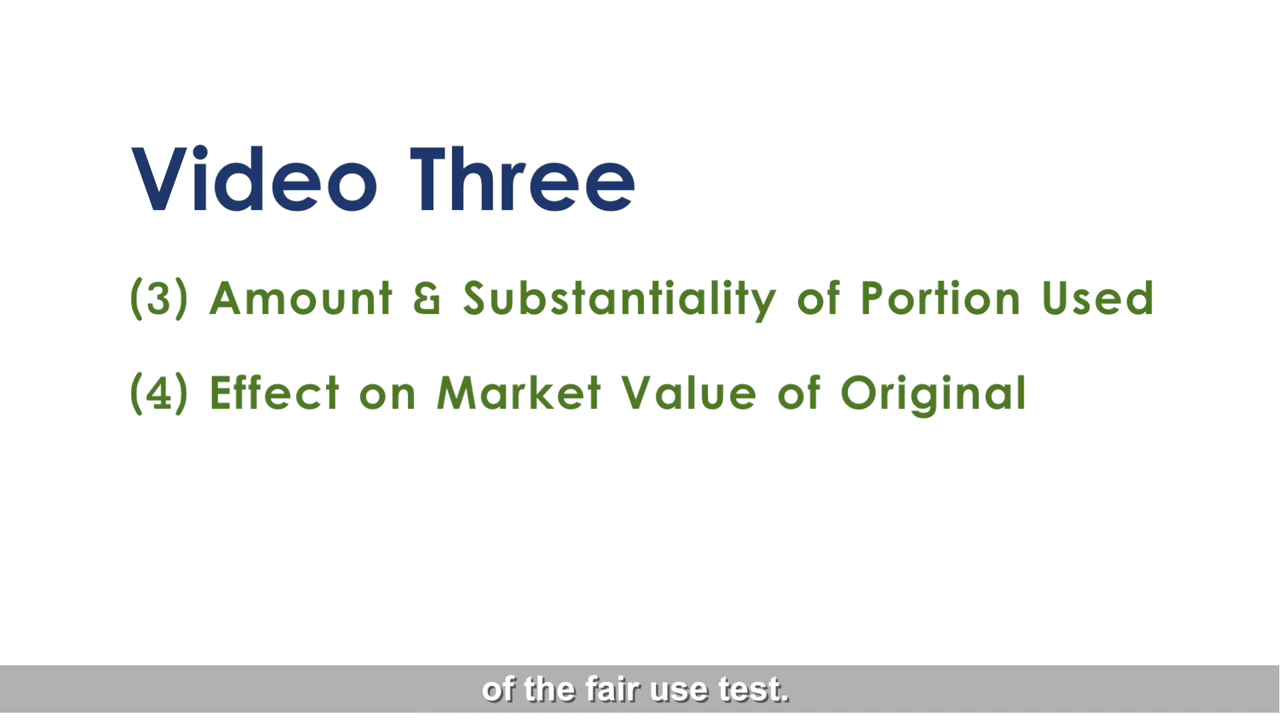 Video Three
(3) Amount & Substantiality of Portion Used
(4) Effect on Market Value of Original
of the fair use test.